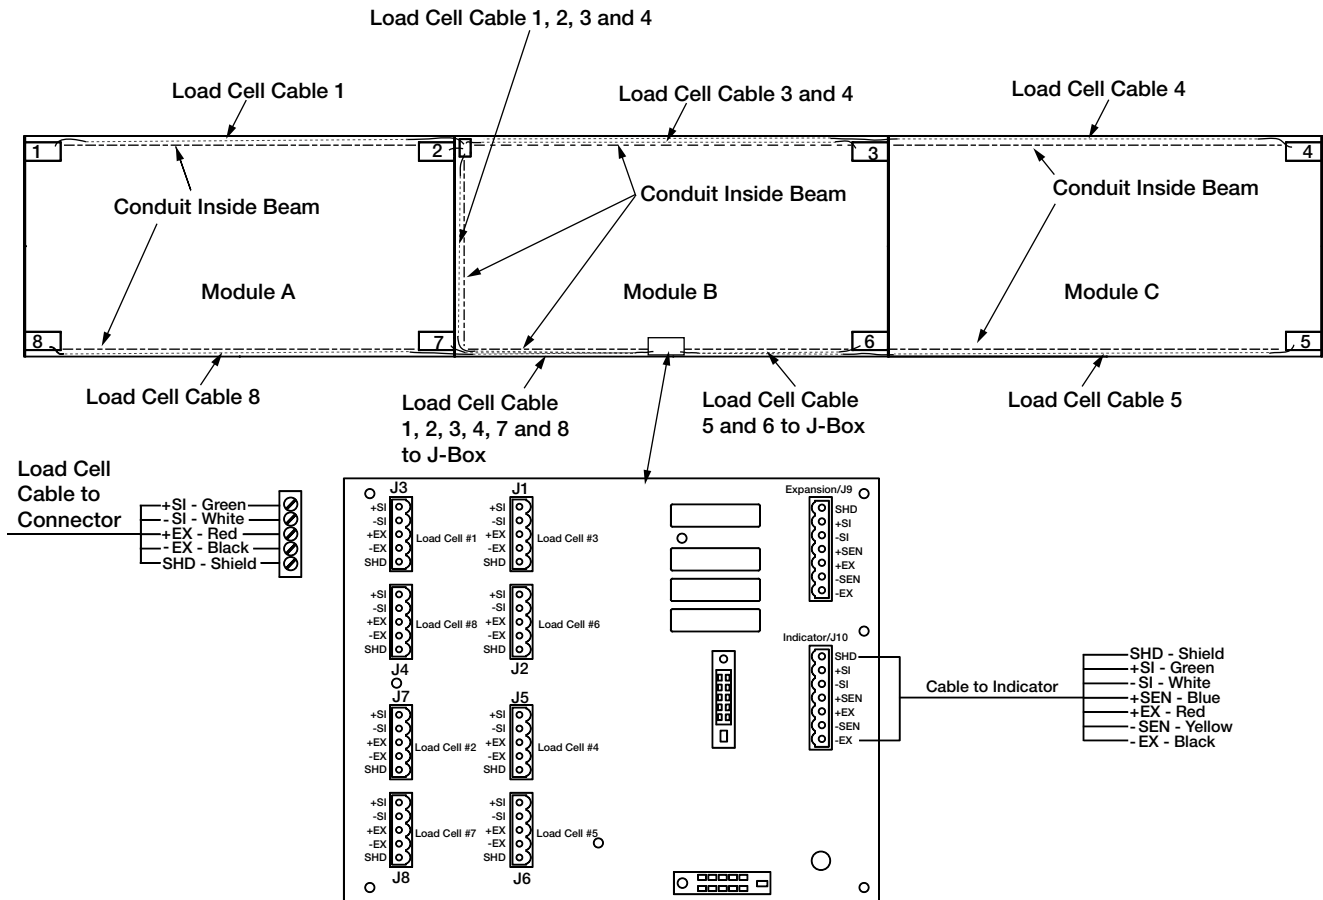 Load Cell Cable 1, 2, 3 and 4
Load Cell Cable 1
Load Cell Cable 3 and 4
Load Cell Cable 4
1
2
3
4
Conduit Inside Beam
Conduit Inside Beam
Conduit Inside Beam
Module A
Module B
Module C
8
7
6
5
Load Cell Cable 8
Load Cell Cable
1, 2, 3, 4, 7 and 8
to J-Box
Load Cell Cable
5 and 6 to J-Box
Load Cell Cable 5
Load Cell
Cable to
Connector
+SI - Green
-SI - White
+EX - Red
-EX - Black
SHD - Shield
J3
+SI
-SI
+EX
-EX
SHD
Load Cell #1
J1
+SI
-SI
+EX
-EX
SHD
Load Cell #3
+SI
-SI
+EX
-EX
SHD
Load Cell #8
J4
+SI
-SI
+EX
-EX
SHD
Load Cell #6
J2
J7
+SI
-SI
+EX
-EX
SHD
Load Cell #2
J5
+SI
-SI
+EX
-EX
SHD
Load Cell #4
+SI
-SI
+EX
-EX
SHD
Load Cell #7
J8
+SI
-SI
+EX
-EX
SHD
Load Cell #5
J6
Expansion/J9
SHD
+SI
-SI
+SEN
+EX
-SEN
-EX
Indicator/J10
SHD
+SI
-SI
+SEN
+EX
-SEN
-EX
Cable to Indicator
SHD - Shield
+SI - Green
-SI - White
+SEN - Blue
+EX - Red
-SEN - Yellow
-EX - Black